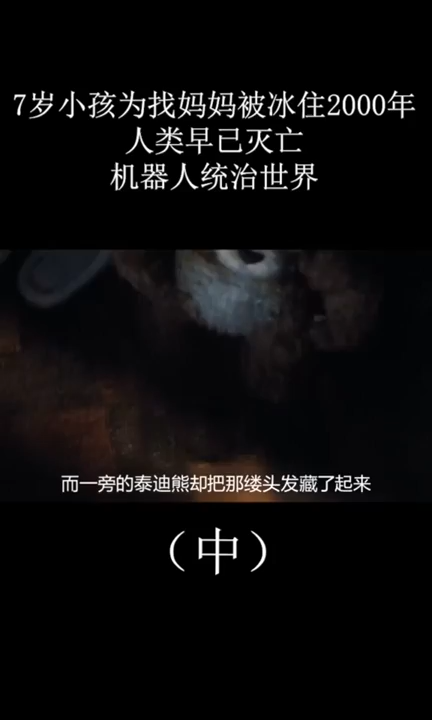 7岁小孩为找妈妈被冰住2000年
人类早已灭亡
机器人统治世界
而一旁的泰迪熊却把那缕头发藏了起来
（中）